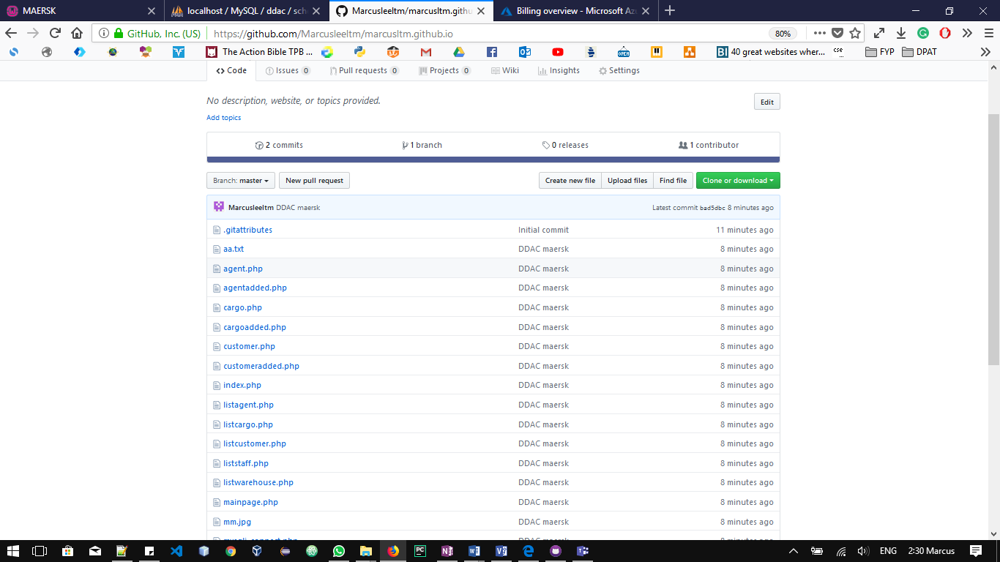 MAERSK
localhost / MySQL / ddac / sch
Marcusleeltm/marcusltm.githu
Billing overview - Microsoft Az
GitHub, Inc. (US)
https://github.com/Marcusleeltm/marcusltm.github.io
80%
The Action Bible TPB ...
OPEN
BI
40 great websites wher...
cse
FYP
DPAT
Code
Issues 0
Pull requests 0
Projects 0
Wiki
Insights
Settings
No description, website, or topics provided.
Edit
Add topics
2 commits
1 branch
0 releases
1 contributor
Branch: master
New pull request
Create new file
Upload files
Find file
Clone or download
Marcusleeltm DDAC maersk
Latest commit bad5dbc 8 minutes ago
.gitattributes Initial commit 11 minutes ago
aa.txt DDAC maersk 8 minutes ago
agent.php DDAC maersk 8 minutes ago
agentadded.php DDAC maersk 8 minutes ago
cargo.php DDAC maersk 8 minutes ago
cargoadded.php DDAC maersk 8 minutes ago
customer.php DDAC maersk 8 minutes ago
customeradded.php DDAC maersk 8 minutes ago
index.php DDAC maersk 8 minutes ago
listagent.php DDAC maersk 8 minutes ago
listcargo.php DDAC maersk 8 minutes ago
listcustomer.php DDAC maersk 8 minutes ago
liststaff.php DDAC maersk 8 minutes ago
listwarehouse.php DDAC maersk 8 minutes ago
mainpage.php DDAC maersk 8 minutes ago
mm.jpg DDAC maersk 8 minutes ago
ENG
2:30 Marcus